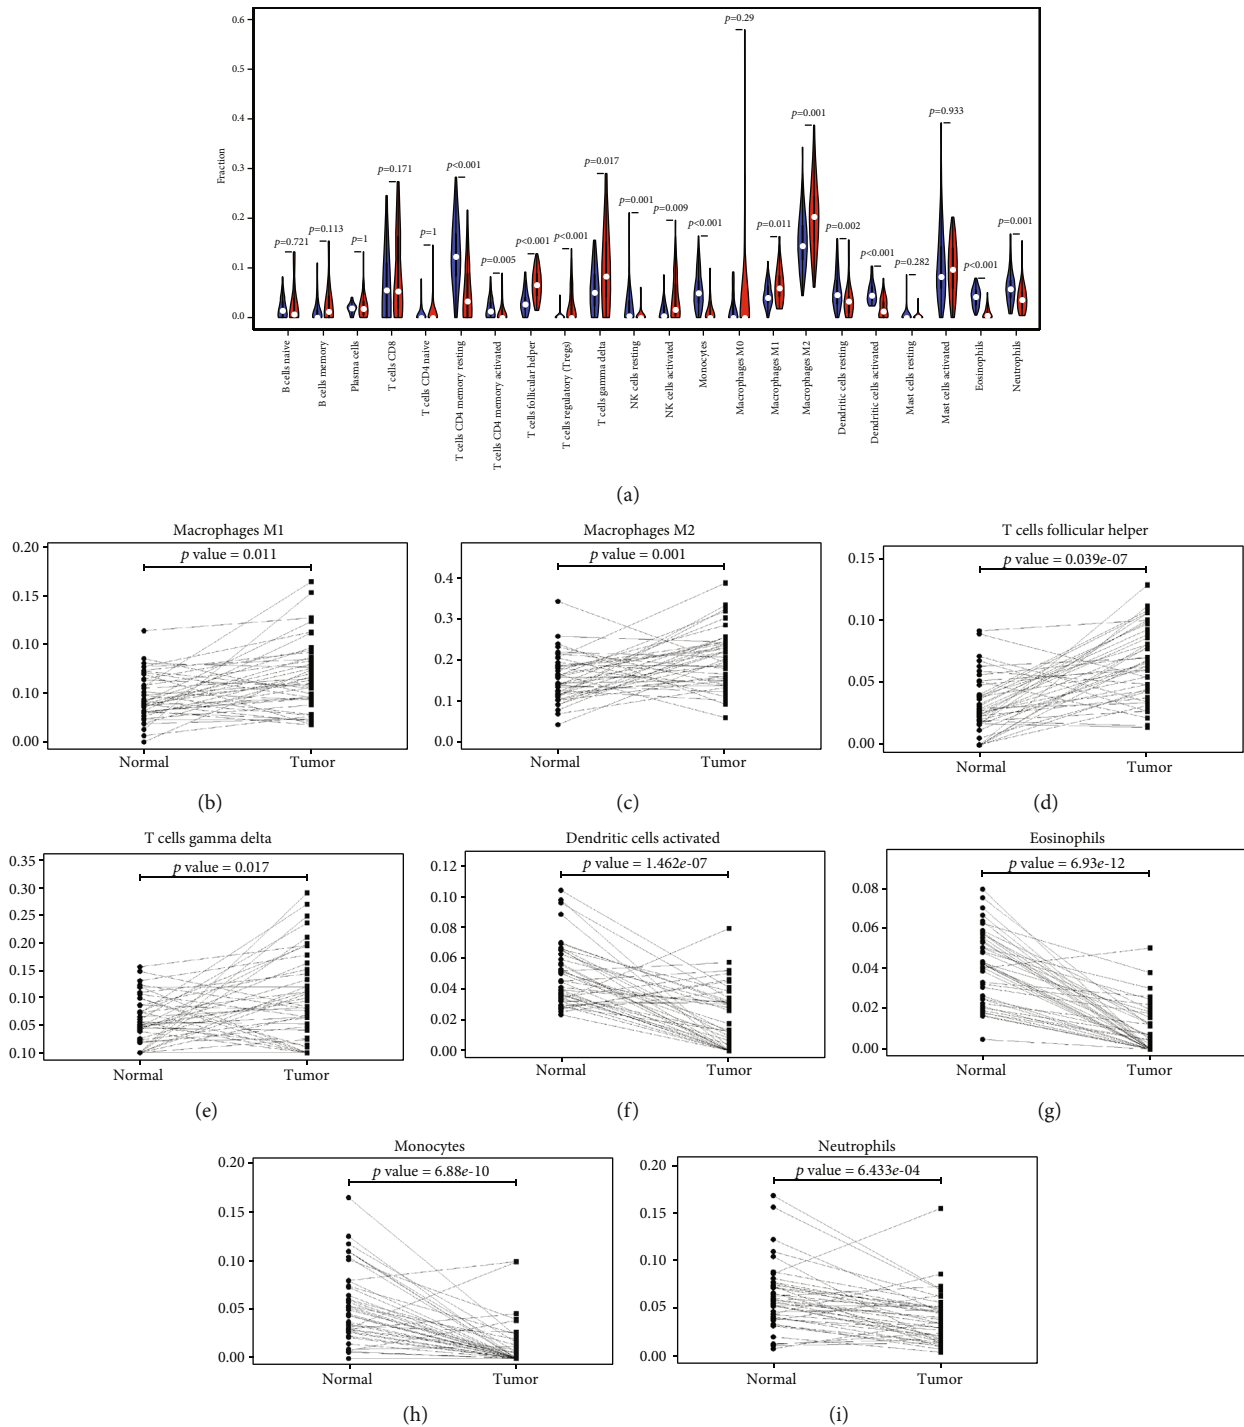 0.6
0.5
0.4
0.3
0.2
0.1
0.0
Fraction
p=0.721
p=0.113
p=1
p=0.171
p=1
p<0.001
p=0.005
p<0.001
p<0.001
p=0.017
p=0.001
p=0.009
p<0.001
p=0.29
p=0.011
p=0.001
p=0.002
p<0.001
p=0.282
p=0.933
p<0.001
p=0.001
B cells naive
B cells memory
Plasma cells
T cells CD8
T cells CD4 naive
T cells CD4 memory resting
T cells CD4 memory activated
T cells follicular helper
T cells regulatory (Tregs)
T cells gamma delta
NK cells resting
NK cells activated
Monocytes
Macrophages M0
Macrophages M1
Macrophages M2
Dendritic cells resting
Dendritic cells activated
Mast cells resting
Mast cells activated
Eosinophils
Neutrophils
(a)
Macrophages M1
p value = 0.011
0.20
0.15
0.10
0.10
0.00
Normal Tumor
(b)
Macrophages M2
p value = 0.001
0.4
0.3
0.2
0.1
0.0
Normal Tumor
(c)
T cells follicular helper
p value = 0.039e-07
0.15
0.10
0.05
0.00
Normal Tumor
(d)
T cells gamma delta
p value = 0.017
0.35
0.30
0.25
0.20
0.15
0.10
0.05
0.10
Normal Tumor
(e)
Dendritic cells activated
p value = 1.462e-07
0.12
0.10
0.08
0.06
0.04
0.02
0.00
Normal Tumor
(f)
Eosinophils
p value = 6.93e-12
0.08
0.06
0.04
0.02
0.00
Normal Tumor
(g)
Monocytes
p value = 6.88e-10
0.20
0.15
0.10
0.05
0.00
Normal Tumor
(h)
Neutrophils
p value = 6.433e-04
0.20
0.15
0.10
0.05
0.00
Normal Tumor
(i)